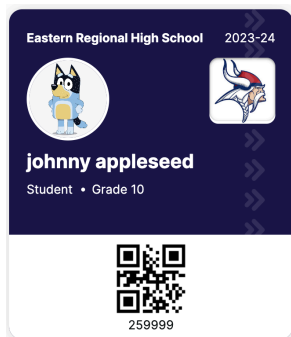 Eastern Regional High School 2023-24
johnny appleseed
Student • Grade 10
259999